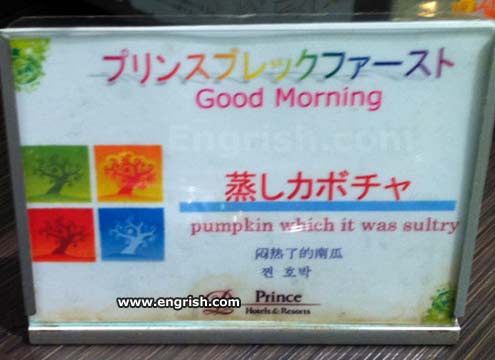 プリンスブレックファースト
Good Morning
Engrish.com
蒸しカボチャ
pumpkin which it was sultry
闷热了的南瓜
찐 호박
www.engrish.com
Prince
Hotels & Resorts